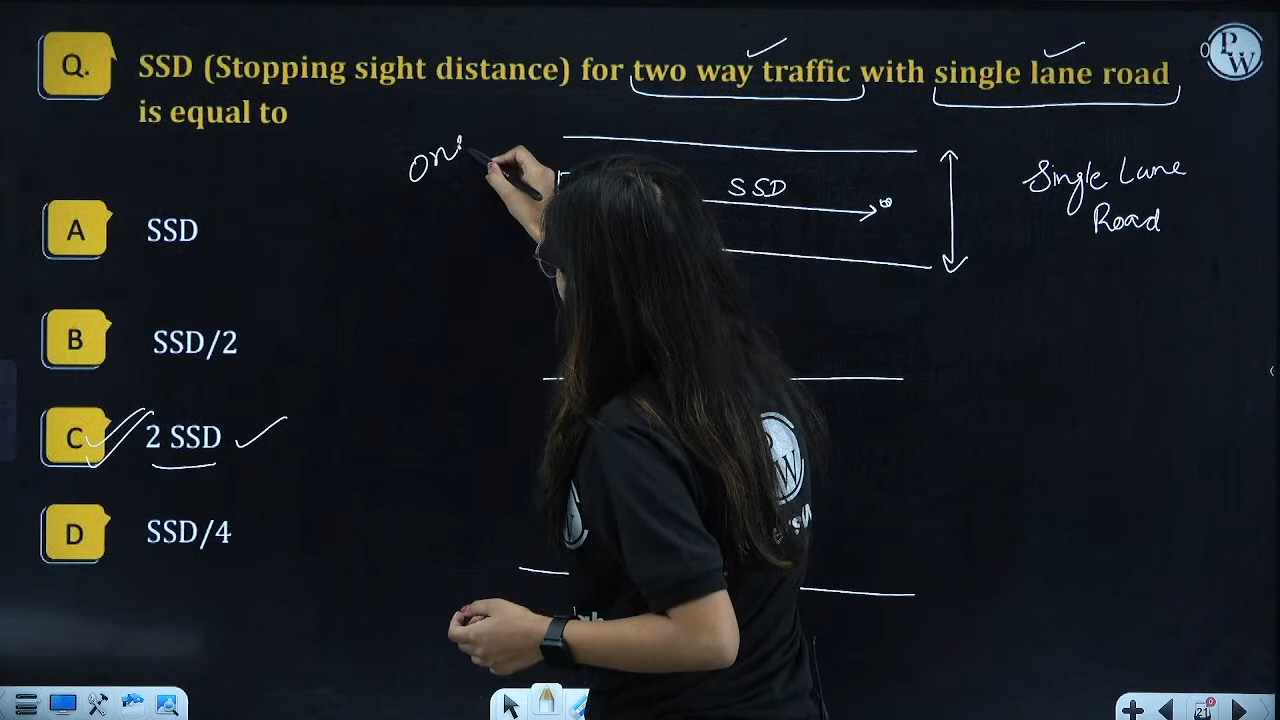 Q. SSD (Stopping sight distance) for two way traffic with single lane road
is equal to
A SSD
B SSD/2
C 2 SSD
D SSD/4
SSD
Single Lane
Road
PW
PW